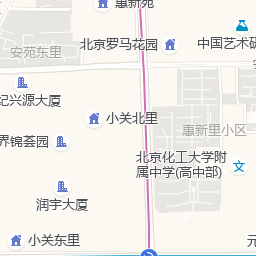 惠新苑
安苑东里
北京罗马花园
中国艺术研
纪兴源大厦
小关北里
惠新里小区
界锦荟园
北京化工大学附
属中学(高中部)
润宇大厦
小关东里
元